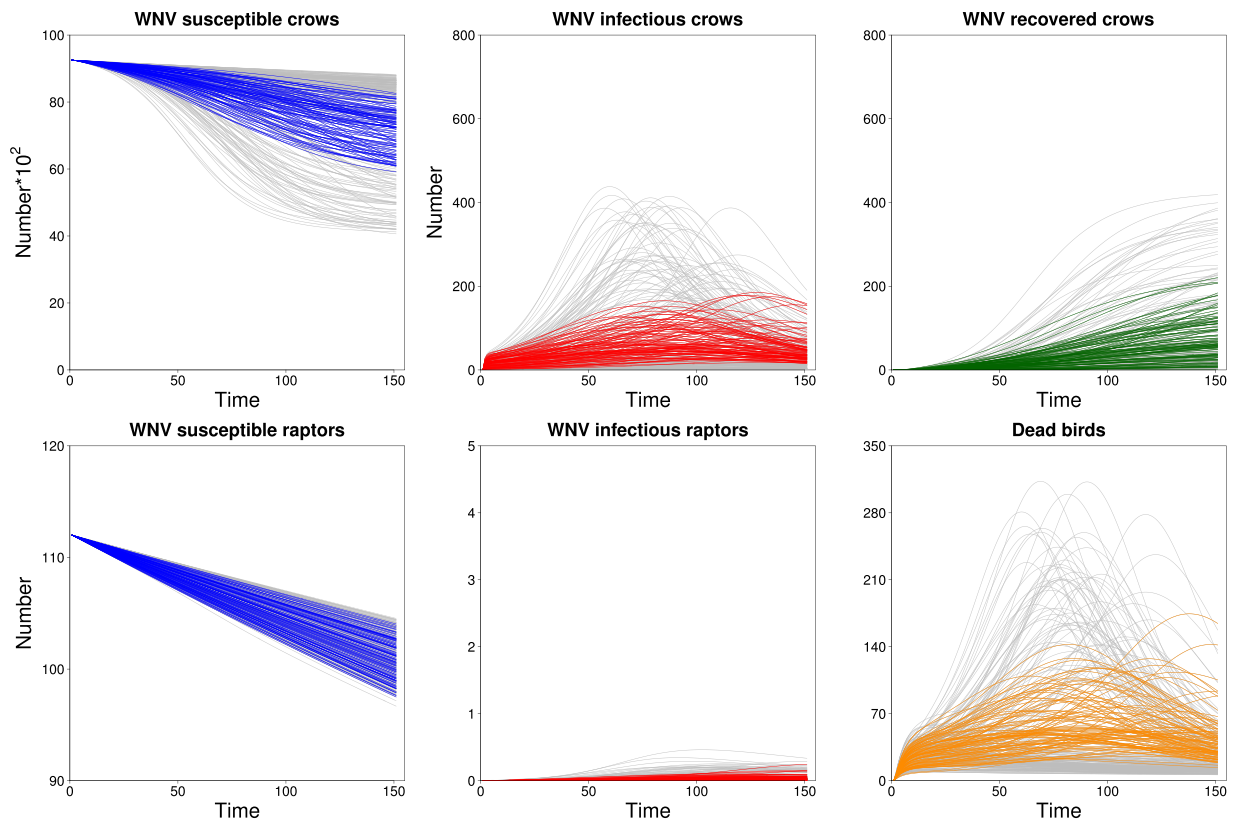 WNV susceptible crows
Number*10²
100
80
60
40
20
0
0 50 100 150
Time
WNV infectious crows
Number
800
600
400
200
0
0 50 100 150
Time
WNV recovered crows
800
600
400
200
0
0 50 100 150
Time
WNV susceptible raptors
Number
120
110
100
90
0 50 100 150
Time
WNV infectious raptors
5
4
3
2
1
0
0 50 100 150
Time
Dead birds
350
280
210
140
70
0
0 50 100 150
Time